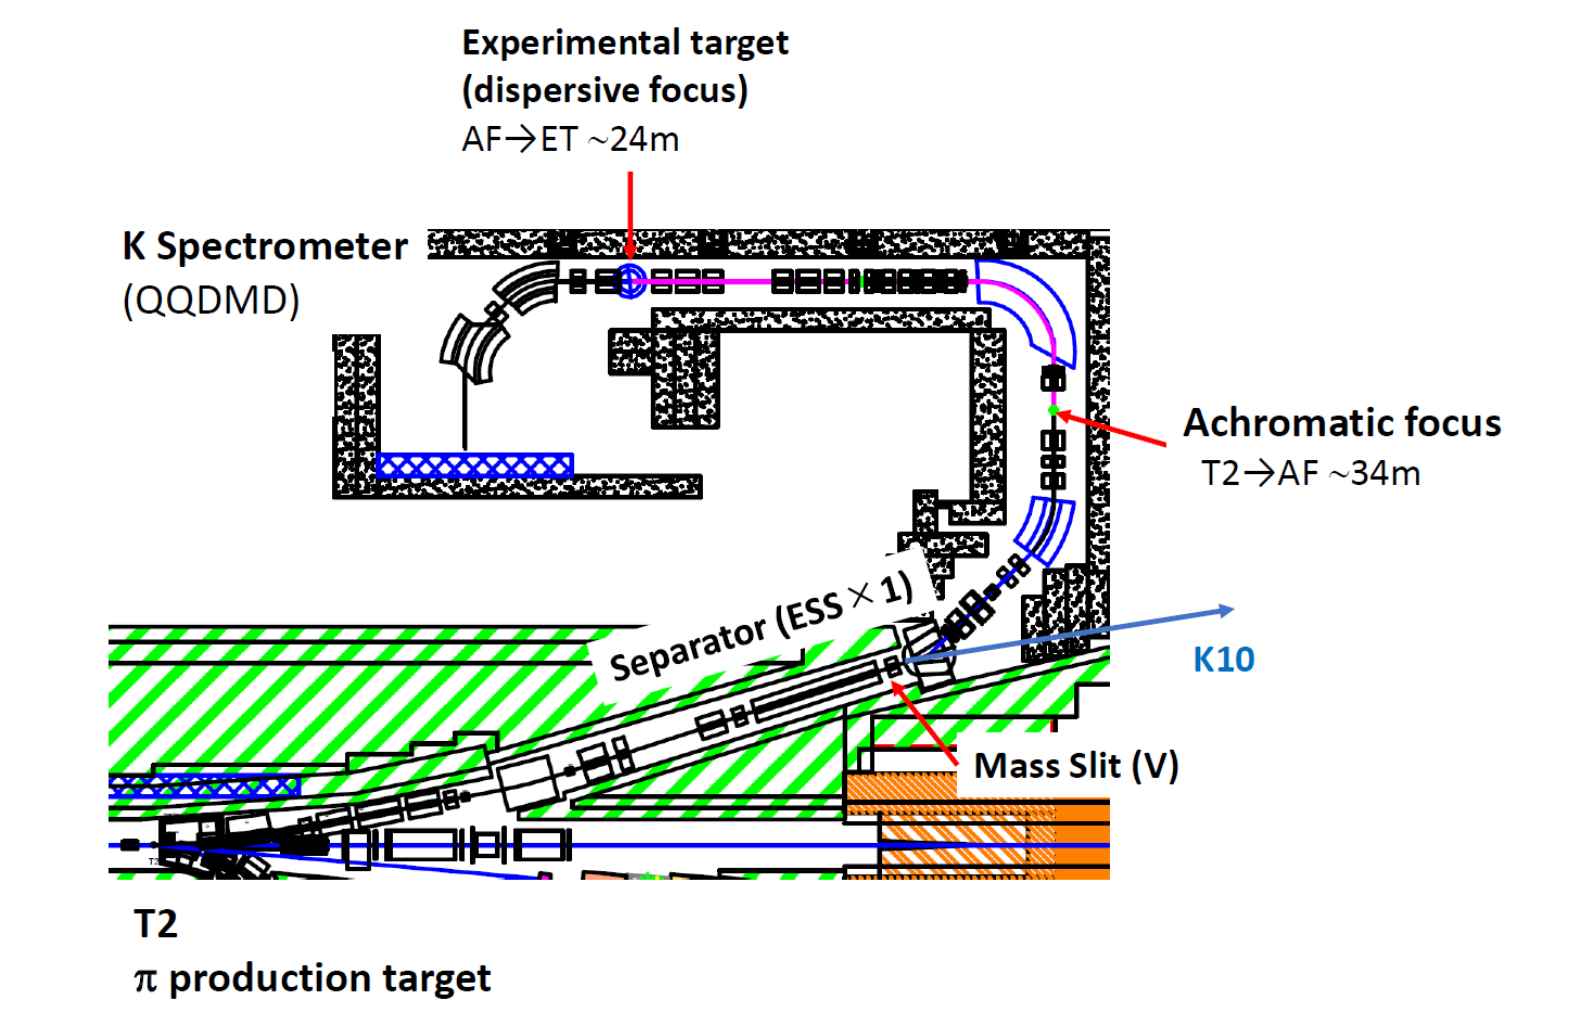 Experimental target
(dispersive focus)
AF→ET ~24m
K Spectrometer
(QQDMD)
Achromatic focus
T2→AF ~34m
Separator (ESS×1)
K10
Mass Slit (V)
T2
T2
π production target